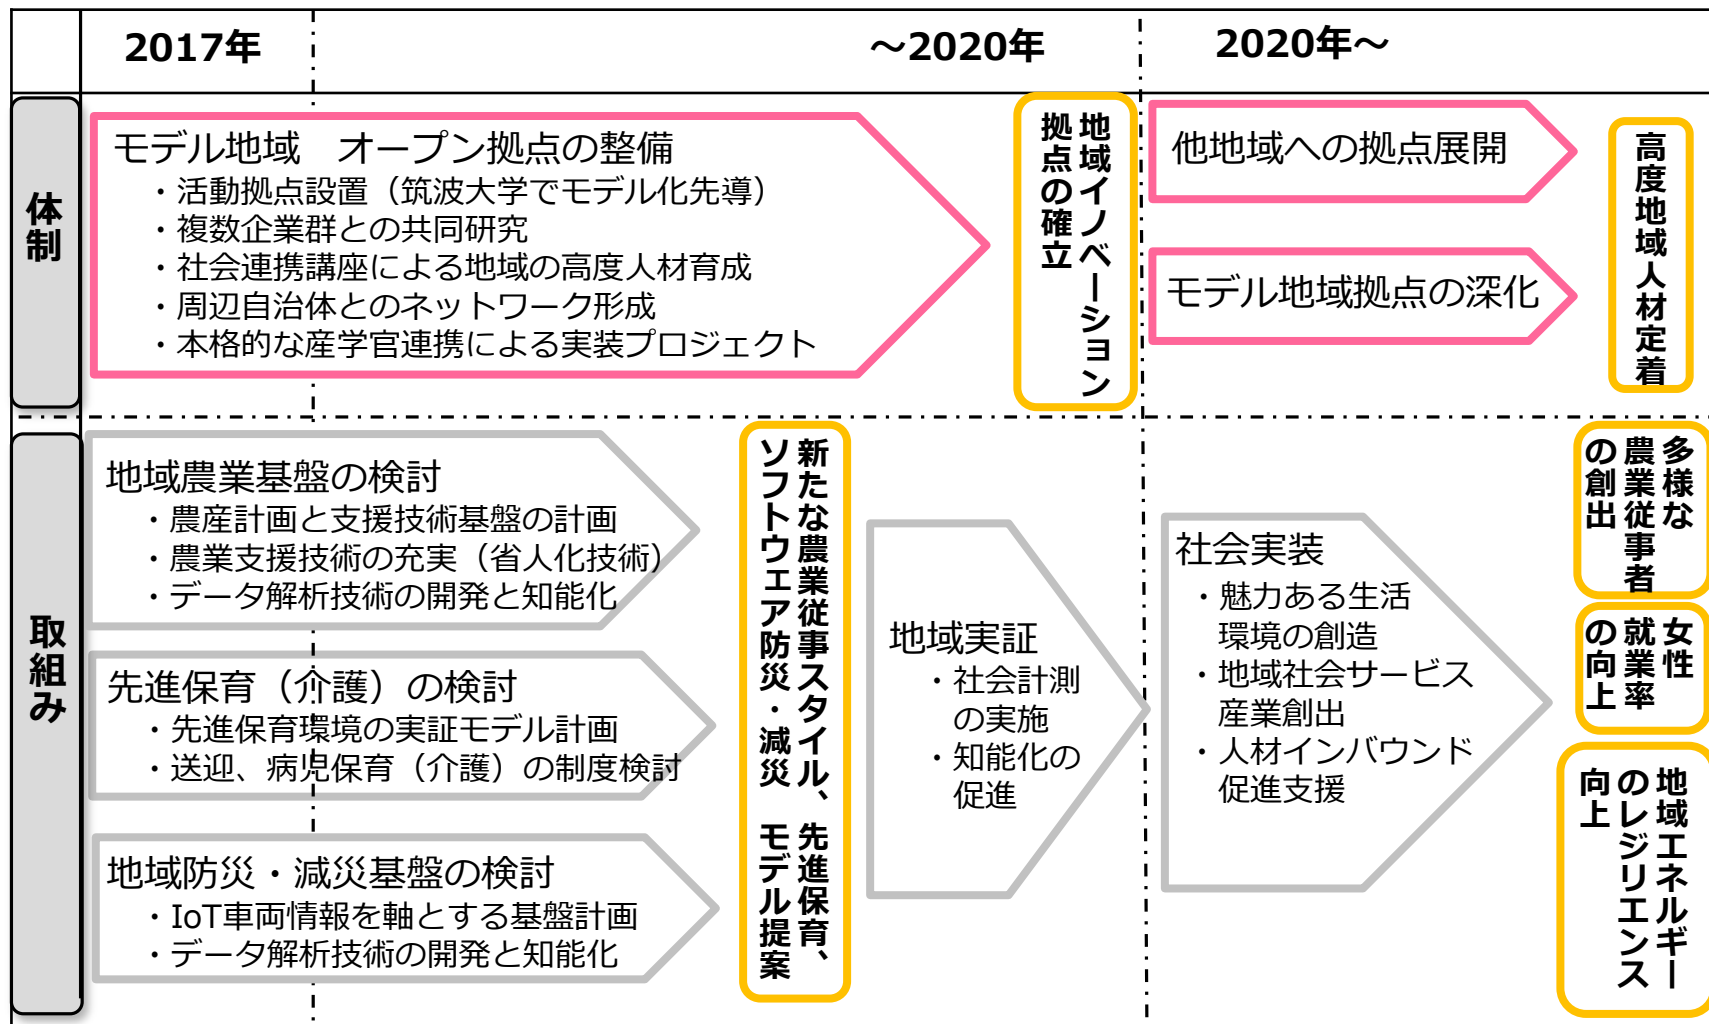 2017年
～2020年
2020年～
体制
モデル地域　オープン拠点の整備
・活動拠点設置（筑波大学でモデル化先導）
・複数企業群との共同研究
・社会連携講座による地域の高度人材育成
・周辺自治体とのネットワーク形成
・本格的な産学官連携による実装プロジェクト
地域イノベーション
拠点の確立
他地域への拠点展開
モデル地域拠点の深化
高度地域人材定着
取組み
地域農業基盤の検討
・農産計画と支援技術基盤の計画
・農業支援技術の充実（省人化技術）
・データ解析技術の開発と知能化
先進保育（介護）の検討
・先進保育環境の実証モデル計画
・送迎、病児保育（介護）の制度検討
地域防災・減災基盤の検討
・IoT車両情報を軸とする基盤計画
・データ解析技術の開発と知能化
新たな農業従事スタイル、先進保育、
ソフトウェア防災・減災　モデル提案
地域実証
・社会計測
の実施
・知能化の
促進
社会実装
・魅力ある生活
環境の創造
・地域社会サービス
産業創出
・人材インバウンド
促進支援
多様な
農業従事者
の創出
女性
就業率
の向上
地域エネルギー
のレジリエンス
向上